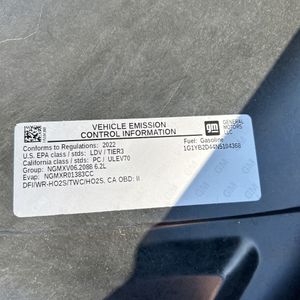 VEHICLE EMISSION
CONTROL INFORMATION
gm
GENERAL
MOTORS
LLC
Conforms to Regulations: 2022
U.S. EPA class / stds: LDV / TIER3
California class / stds: PC / ULEV70
Group: NGMXV06.2088 6.2L
Evap: NGMXR01383CC
DFI/WR-HO2S/TWC/HO2S, CA OBD: II
Fuel: Gasoline
1G1YB2D44N5104368